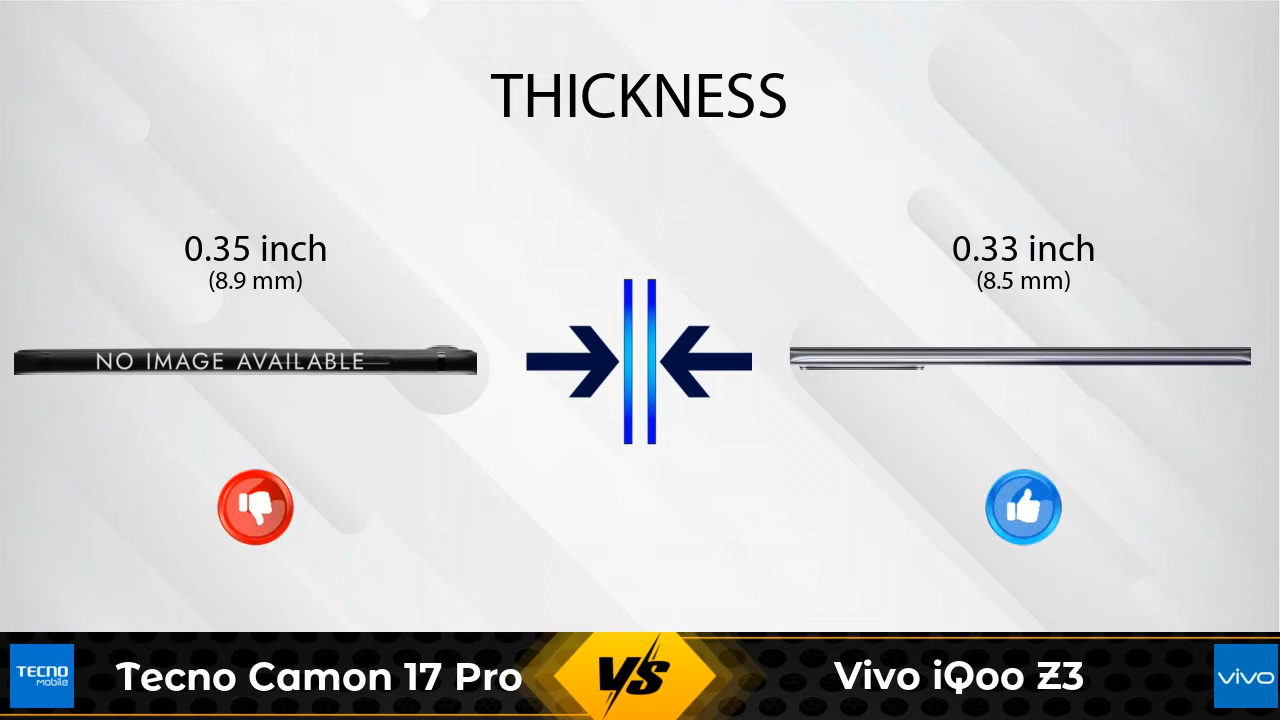 THICKNESS
0.35 inch
(8.9 mm)
0.33 inch
(8.5 mm)
NO IMAGE AVAILABLE
TECNO
Mobile
Tecno Camon 17 Pro
VS
Vivo iQoo Z3
vivo